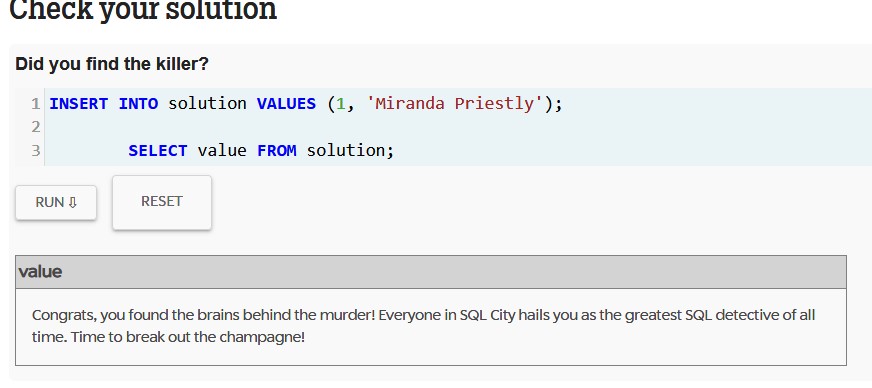 Check your solution
Did you find the killer?
1 INSERT INTO solution VALUES (1, 'Miranda Priestly');
2
3 SELECT value FROM solution;
RUN ⇩ RESET
value
Congrats, you found the brains behind the murder! Everyone in SQL City hails you as the greatest SQL detective of all
time. Time to break out the champagne!